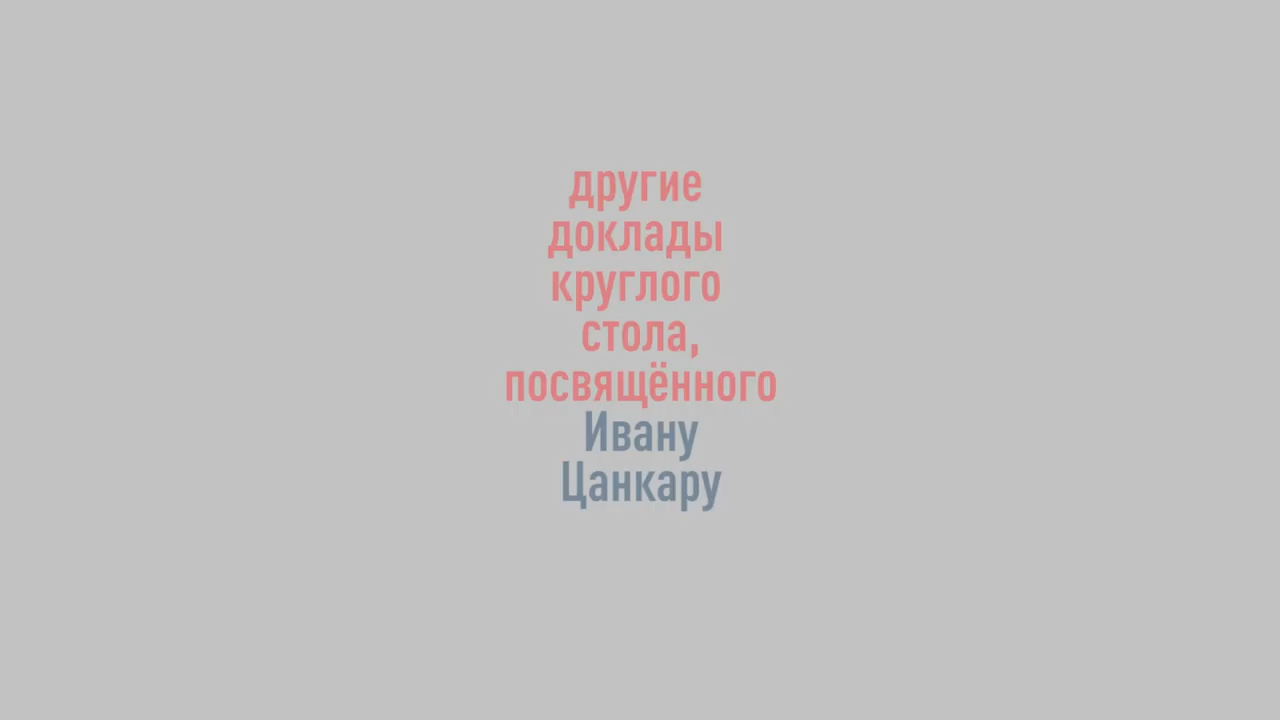 другие
доклады
круглого
стола,
посвящённого
Ивану
Цанкару